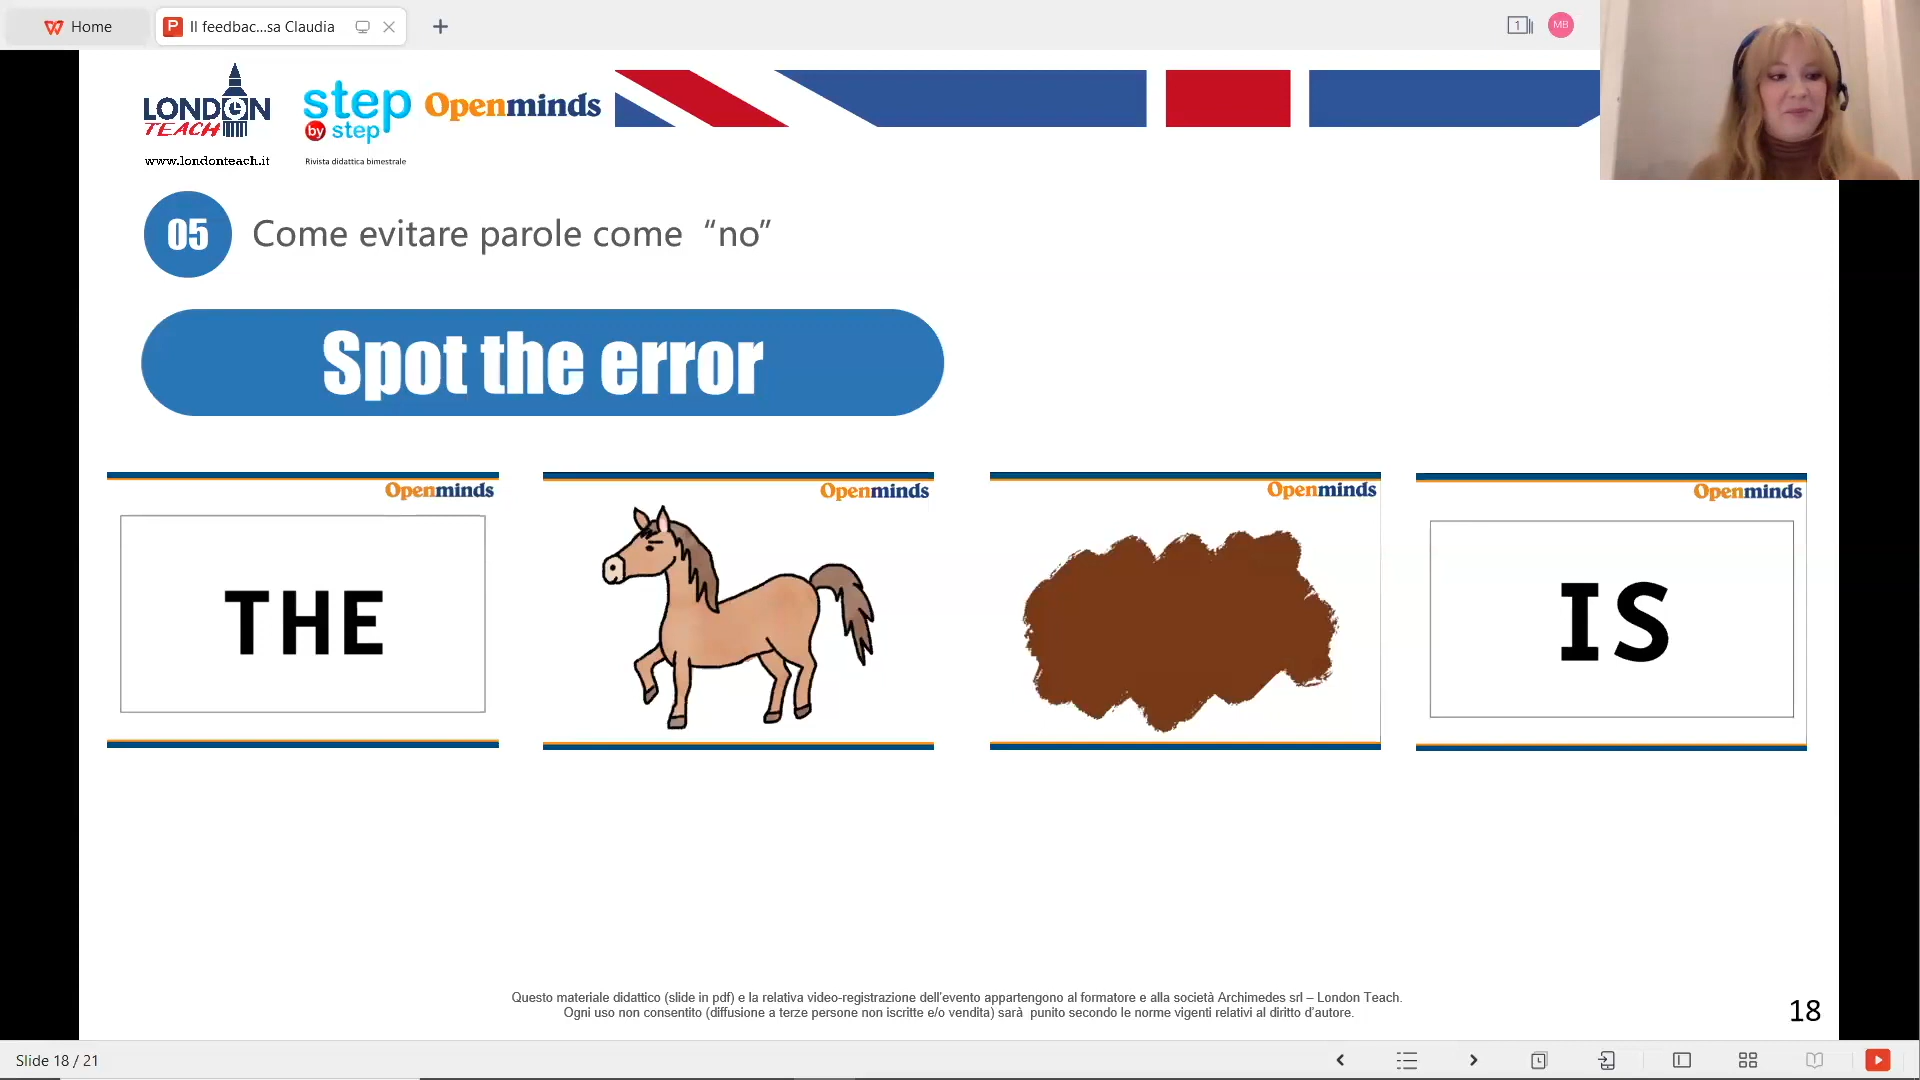 Home
Il feedbac...sa Claudia
1
MB
LONDON
TEACH
www.londonteach.it
step
by step
Rivista didattica bimestrale
Openminds
05
Come evitare parole come “no”
Spot the error
Openminds
THE
Openminds
Openminds
Openminds
IS
Questo materiale didattico (slide in pdf) e la relativa video-registrazione dell'evento appartengono al formatore e alla società Archimedes srl – London Teach.
Ogni uso non consentito (diffusione a terze persone non iscritte e/o vendita) sarà punito secondo le norme vigenti relativi al diritto d'autore.
18
Slide 18 / 21